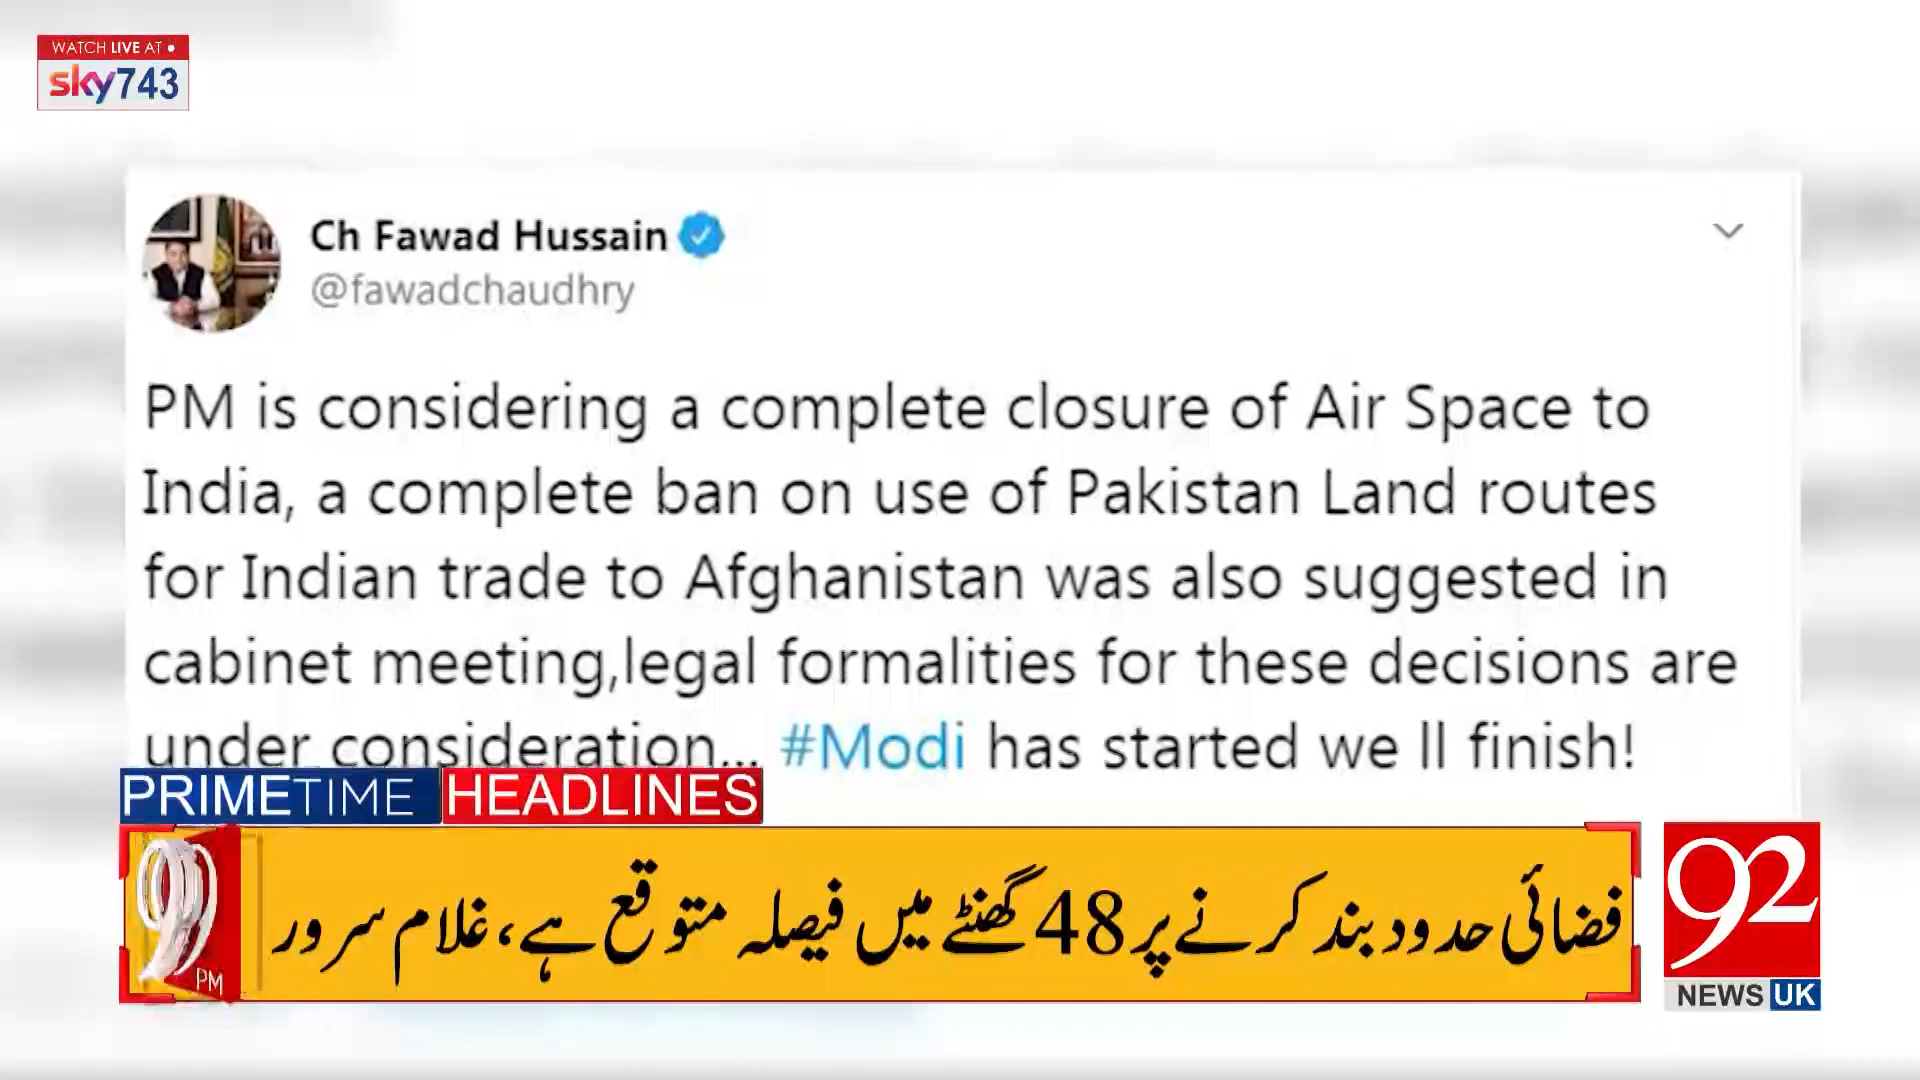 WATCH LIVE AT
sky743
Ch Fawad Hussain
@fawadchaudhry
PM is considering a complete closure of Air Space to
India, a complete ban on use of Pakistan Land routes
for Indian trade to Afghanistan was also suggested in
cabinet meeting,legal formalities for these decisions are
under consideration... #Modi has started we ll finish!
PRIMETIME HEADLINES
فضائی حدود بند کرنے پر 48 گھنٹے میں فیصلہ متوقع ہے، غلام سرور
9 PM
92
NEWS UK